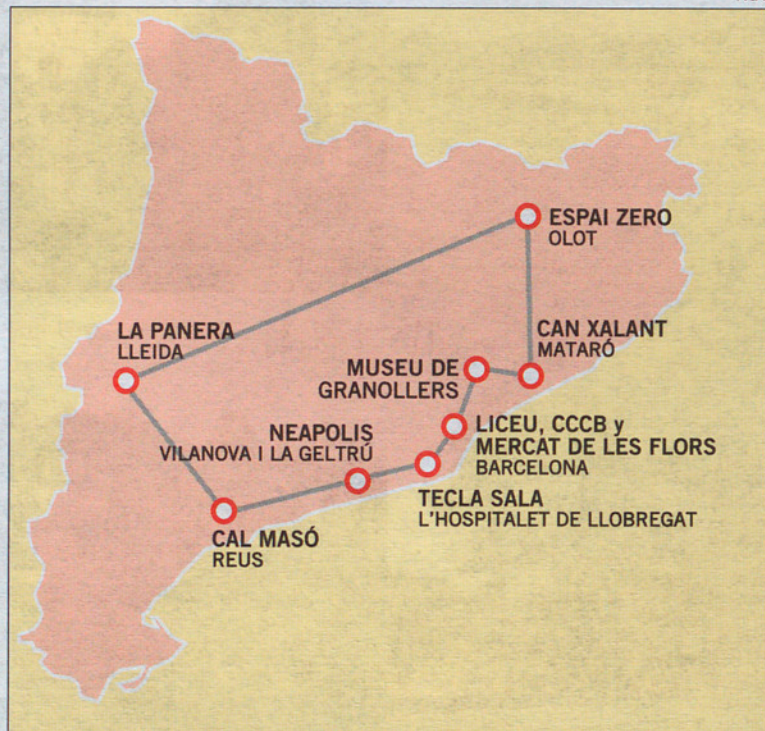 ESPAI ZERO
OLOT
LA PANERA
LLEIDA
CAN XALANT
MATARÓ
MUSEU DE
GRANOLLERS
LICEU, CCCB y
MERCAT DE LES FLORS
BARCELONA
NEAPOLIS
VILANOVA I LA GELTRÚ
TECLA SALA
L'HOSPITALET DE LLOBREGAT
CAL MASÓ
REUS